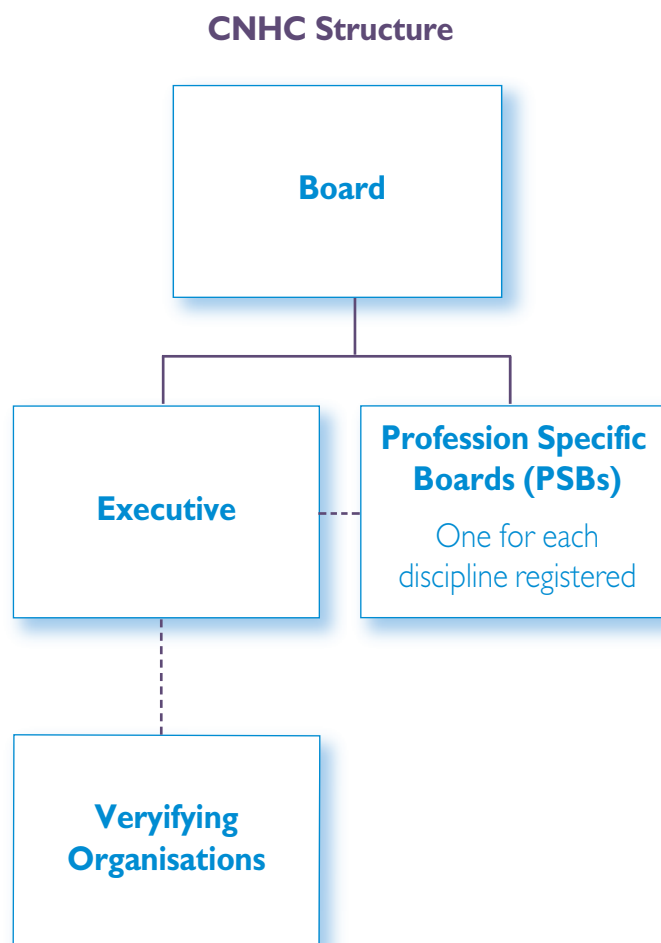 CNHC Structure
Board
Executive
Profession Specific
Boards (PSBs)
One for each
discipline registered
Veryifying
Organisations